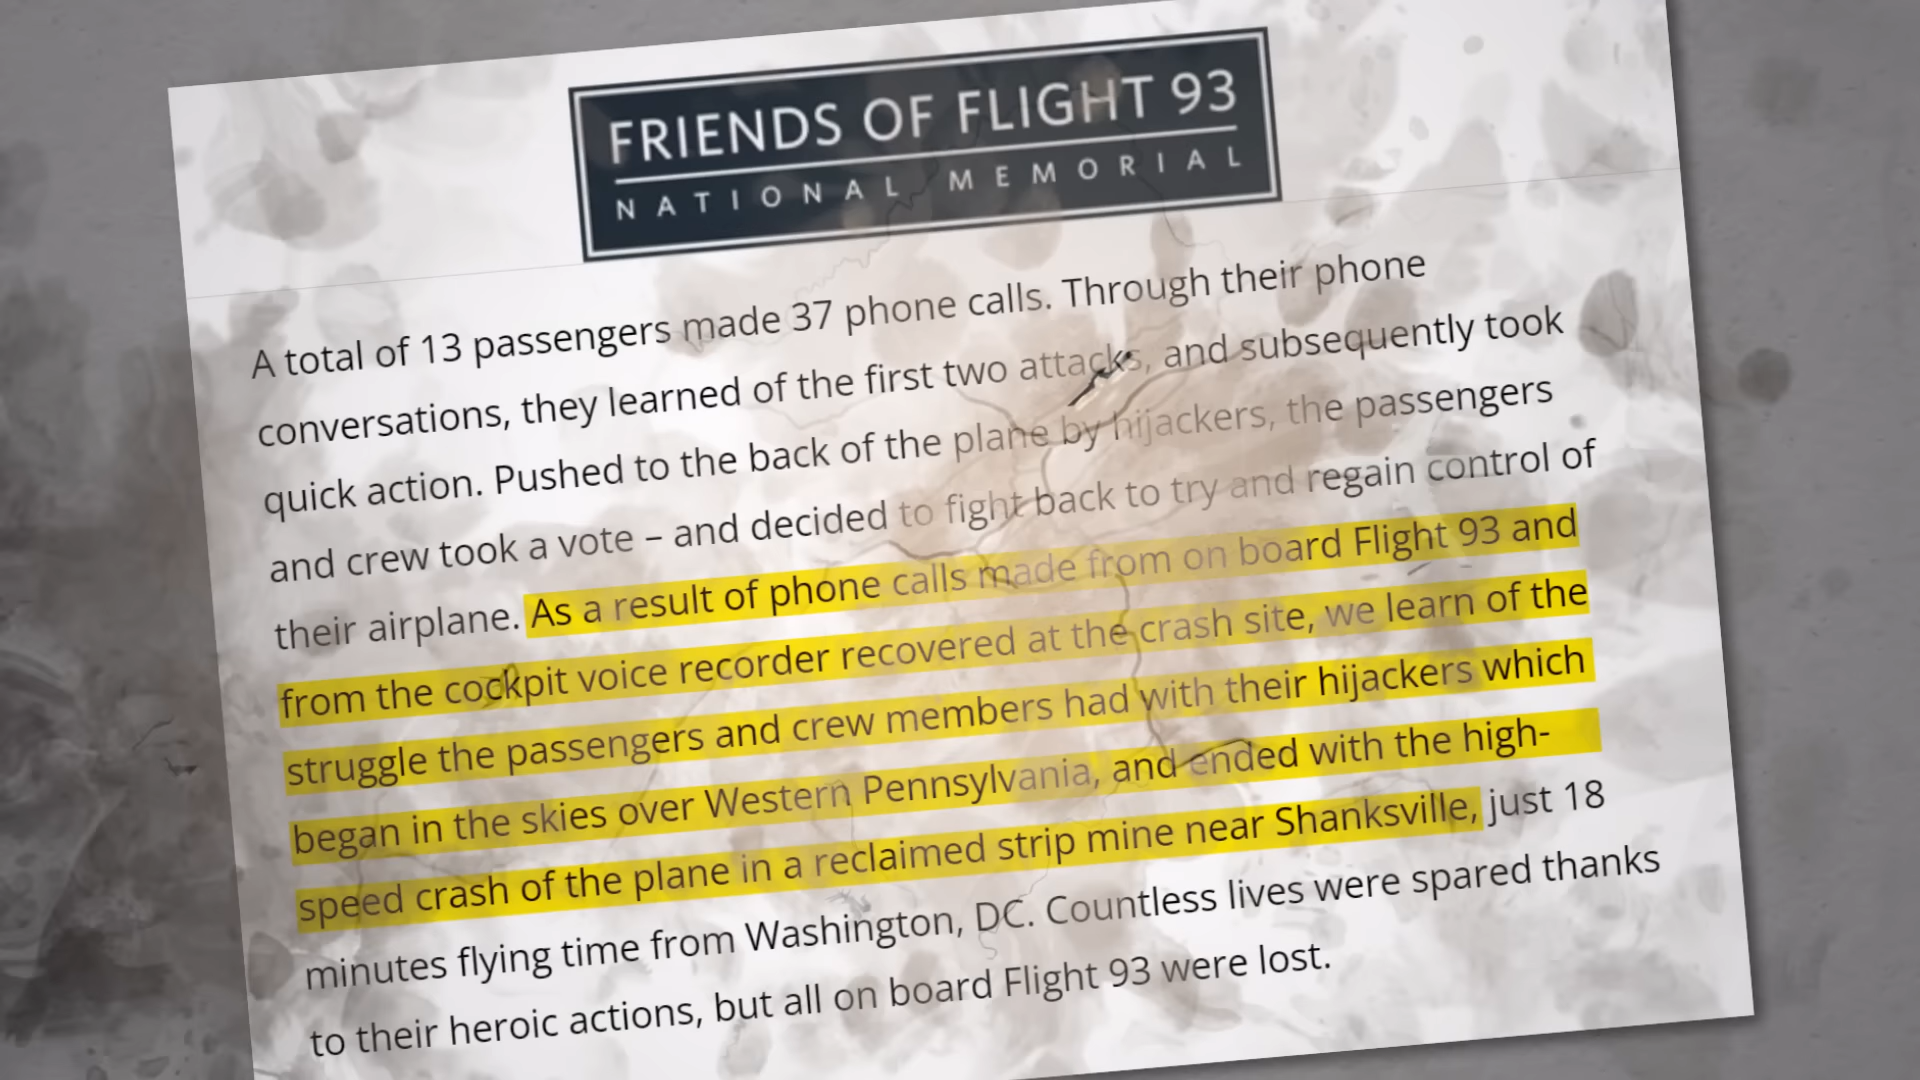 FRIENDS OF FLIGHT 93
NATIONAL MEMORIAL
A total of 13 passengers made 37 phone calls. Through their phone
conversations, they learned of the first two attacks, and subsequently took
quick action. Pushed to the back of the plane by hijackers, the passengers
and crew took a vote – and decided to fight back to try and regain control of
their airplane. As a result of phone calls made from on board Flight 93 and
from the cockpit voice recorder recovered at the crash site, we learn of the
struggle the passengers and crew members had with their hijackers which
began in the skies over Western Pennsylvania, and ended with the high-
speed crash of the plane in a reclaimed strip mine near Shanksville, just 18
minutes flying time from Washington, DC. Countless lives were spared thanks
to their heroic actions, but all on board Flight 93 were lost.